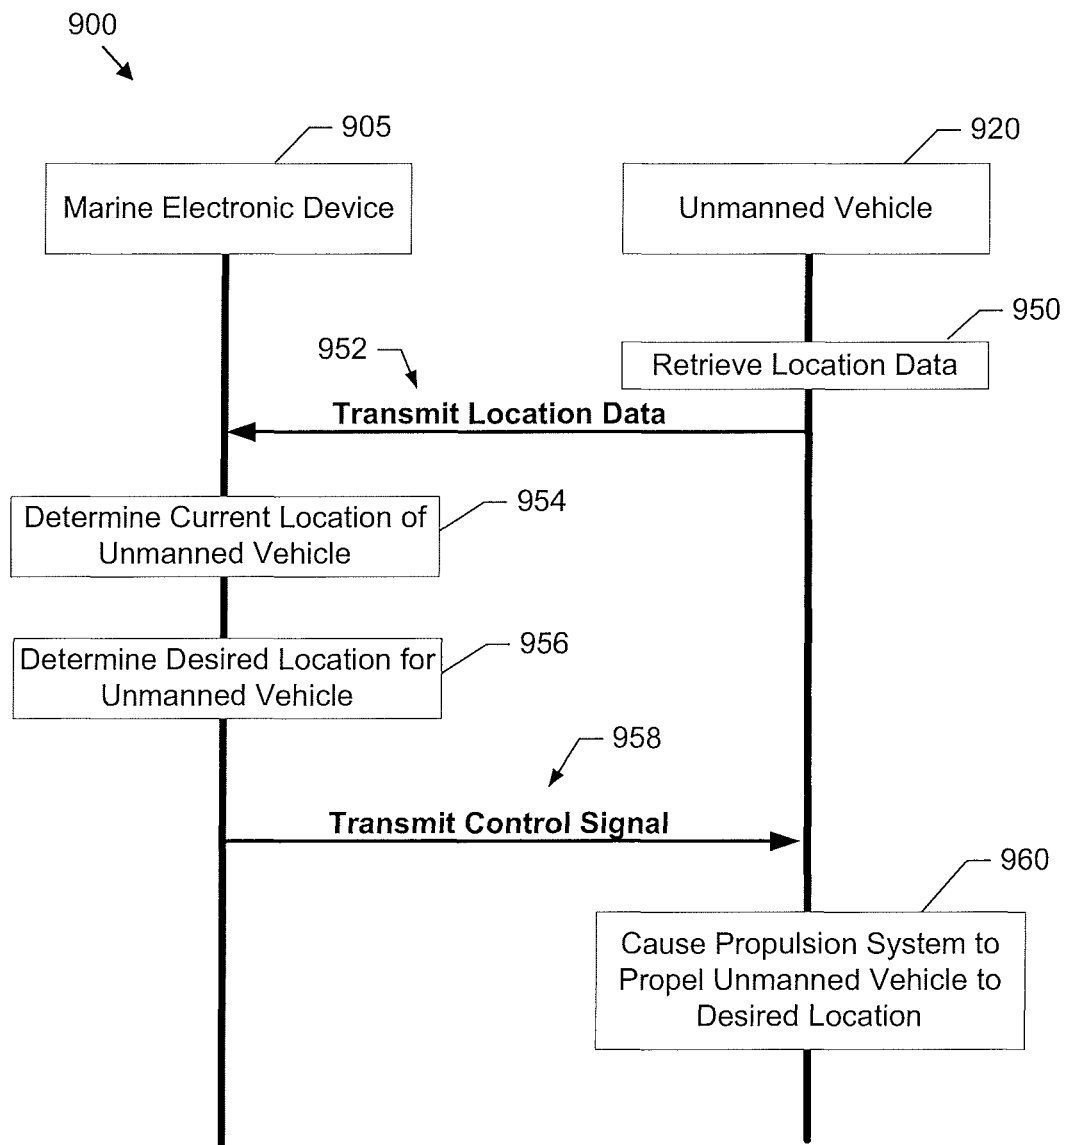 900
905
920
Marine Electronic Device
Unmanned Vehicle
950
952
Retrieve Location Data
Transmit Location Data
954
Determine Current Location of
Unmanned Vehicle
956
Determine Desired Location for
Unmanned Vehicle
958
Transmit Control Signal
960
Cause Propulsion System to
Propel Unmanned Vehicle to
Desired Location